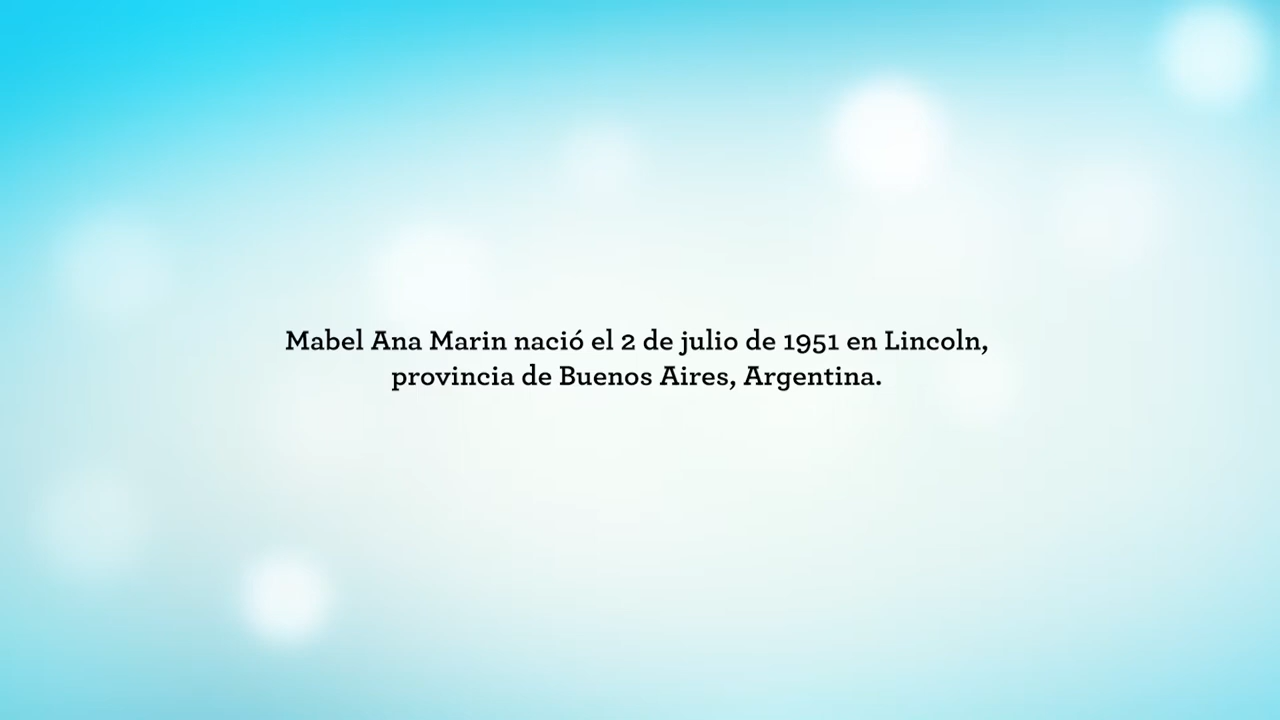 Mabel Ana Marin nació el 2 de julio de 1951 en Lincoln,
provincia de Buenos Aires, Argentina.